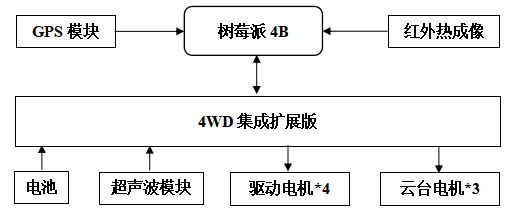 GPS 模块
树莓派 4B
红外热成像
4WD 集成扩展版
电池
超声波模块
驱动电机*4
云台电机*3